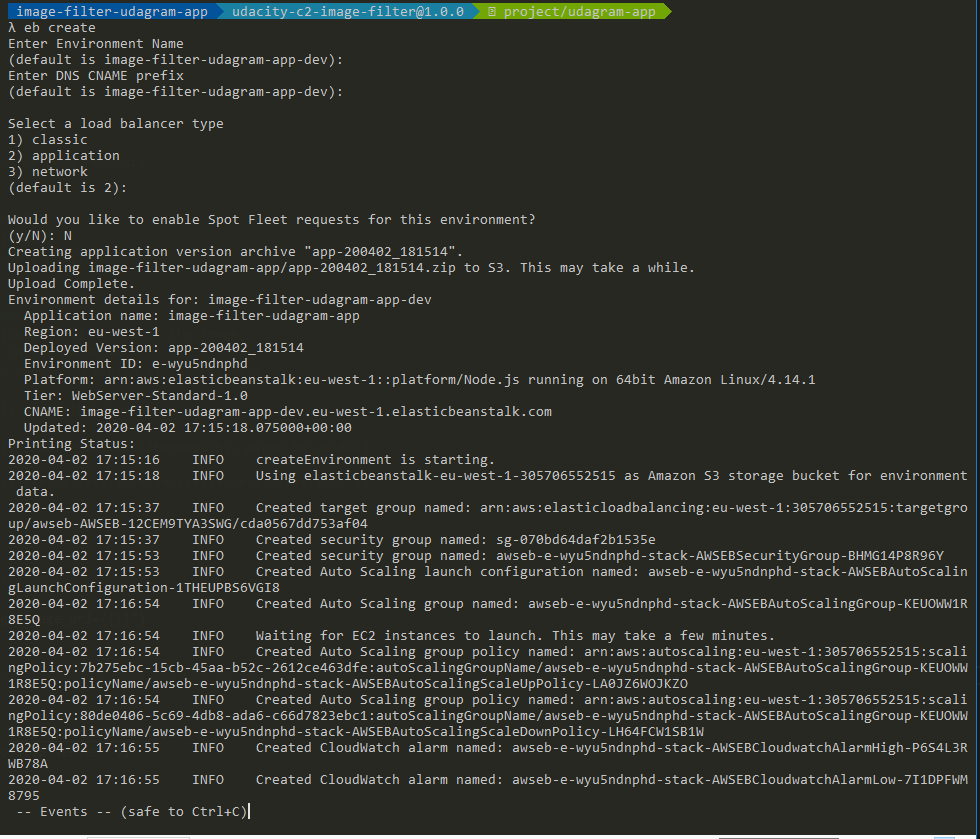 image-filter-udagram-app udacity-c2-image-filter@1.0.0 project/udagram-app
λ eb create
Enter Environment Name
(default is image-filter-udagram-app-dev):
Enter DNS CNAME prefix
(default is image-filter-udagram-app-dev):
Select a load balancer type
1) classic
2) application
3) network
(default is 2):
Would you like to enable Spot Fleet requests for this environment?
(y/N): N
Creating application version archive "app-200402_181514".
Uploading image-filter-udagram-app/app-200402_181514.zip to S3. This may take a while.
Upload Complete.
Environment details for: image-filter-udagram-app-dev
  Application name: image-filter-udagram-app
  Region: eu-west-1
  Deployed Version: app-200402_181514
  Environment ID: e-wyu5ndnphd
  Platform: arn:aws:elasticbeanstalk:eu-west-1::platform/Node.js running on 64bit Amazon Linux/4.14.1
  Tier: WebServer-Standard-1.0
  CNAME: image-filter-udagram-app-dev.eu-west-1.elasticbeanstalk.com
  Updated: 2020-04-02 17:15:18.075000+00:00
Printing Status:
2020-04-02 17:15:16    INFO    createEnvironment is starting.
2020-04-02 17:15:18    INFO    Using elasticbeanstalk-eu-west-1-305706552515 as Amazon S3 storage bucket for environment
 data.
2020-04-02 17:15:37    INFO    Created target group named: arn:aws:elasticloadbalancing:eu-west-1:305706552515:targetgro
up/awseb-AWSEB-12CEM9TYA3SWG/cda0567dd753af04
2020-04-02 17:15:37    INFO    Created security group named: sg-070bd64daf2b1535e
2020-04-02 17:15:53    INFO    Created security group named: awseb-e-wyu5ndnphd-stack-AWSEBSecurityGroup-BHMG14P8R96Y
2020-04-02 17:15:53    INFO    Created Auto Scaling launch configuration named: awseb-e-wyu5ndnphd-stack-AWSEBAutoScalin
gLaunchConfiguration-1THEUPBS6VGI8
2020-04-02 17:16:54    INFO    Created Auto Scaling group named: awseb-e-wyu5ndnphd-stack-AWSEBAutoScalingGroup-KEUOWW1R
8E5Q
2020-04-02 17:16:54    INFO    Waiting for EC2 instances to launch. This may take a few minutes.
2020-04-02 17:16:54    INFO    Created Auto Scaling group policy named: arn:aws:autoscaling:eu-west-1:305706552515:scali
ngPolicy:7b275ebc-15cb-45aa-b52c-2612ce463dfe:autoScalingGroupName/awseb-e-wyu5ndnphd-stack-AWSEBAutoScalingGroup-KEUOWW
1R8E5Q:policyName/awseb-e-wyu5ndnphd-stack-AWSEBAutoScalingScaleUpPolicy-LA0JZ6WOJKZO
2020-04-02 17:16:54    INFO    Created Auto Scaling group policy named: arn:aws:autoscaling:eu-west-1:305706552515:scali
ngPolicy:80de0406-5c69-4db8-ada6-c66d7823ebc1:autoScalingGroupName/awseb-e-wyu5ndnphd-stack-AWSEBAutoScalingGroup-KEUOWW
1R8E5Q:policyName/awseb-e-wyu5ndnphd-stack-AWSEBAutoScalingScaleDownPolicy-LH64FCW1SB1W
2020-04-02 17:16:55    INFO    Created CloudWatch alarm named: awseb-e-wyu5ndnphd-stack-AWSEBCloudwatchAlarmHigh-P6S4L3R
WB78A
2020-04-02 17:16:55    INFO    Created CloudWatch alarm named: awseb-e-wyu5ndnphd-stack-AWSEBCloudwatchAlarmLow-7I1DPFWM
8795
 -- Events -- (safe to Ctrl+C)